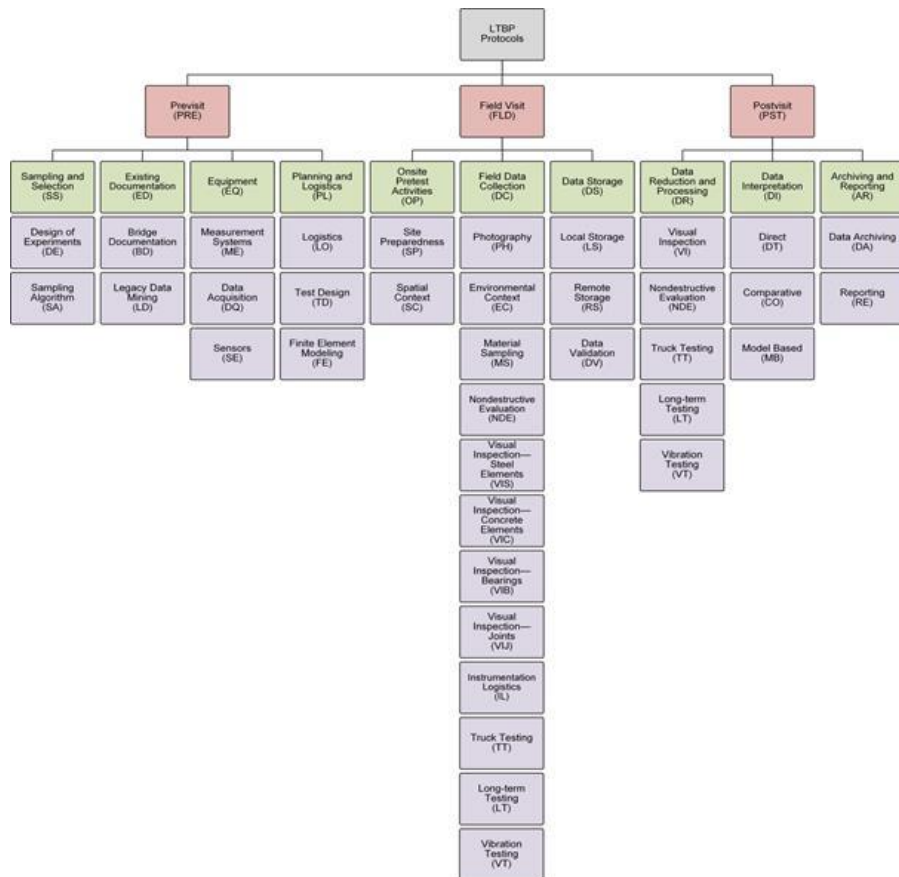 LTBP
Protocols
Previsit
(PRE)
Field Visit
(FLD)
Postvisit
(PST)
Sampling and
Selection
(SS)
Existing
Documentation
(ED)
Equipment
(EQ)
Planning and
Logistics
(PL)
Onsite
Pretest
Activities
(OP)
Field Data
Collection
(DC)
Data Storage
(DS)
Data
Reduction and
Processing
(DR)
Data
Interpretation
(DI)
Archiving and
Reporting
(AR)
Design of
Experiments
(DE)
Bridge
Documentation
(BD)
Measurement
Systems
(ME)
Logistics
(LO)
Site
Preparedness
(SP)
Photography
(PH)
Local Storage
(LS)
Visual
Inspection
(VI)
Direct
(DT)
Data Archiving
(DA)
Sampling
Algorithm
(SA)
Legacy Data
Mining
(LD)
Data
Acquisition
(DQ)
Test Design
(TD)
Spatial
Context
(SC)
Environmental
Context
(EC)
Remote
Storage
(RS)
Nondestructive
Evaluation
(NDE)
Comparative
(CO)
Reporting
(RE)
Sensors
(SE)
Finite Element
Modeling
(FE)
Material
Sampling
(MS)
Data
Validation
(DV)
Truck Testing
(TT)
Model Based
(MB)
Nondestructive
Evaluation
(NDE)
Long-term
Testing
(LT)
Visual
Inspection—
Steel
Elements
(VIS)
Vibration
Testing
(VT)
Visual
Inspection—
Concrete
Elements
(VIC)
Visual
Inspection—
Bearings
(VIB)
Visual
Inspection—
Joints
(VIJ)
Instrumentation
Logistics
(IL)
Truck Testing
(TT)
Long-term
Testing
(LT)
Vibration
Testing
(VT)